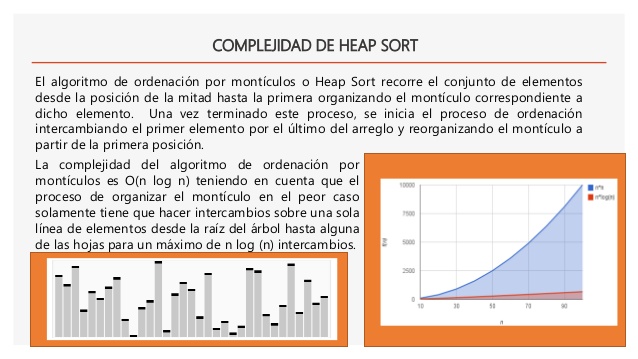 COMPLEJIDAD DE HEAP SORT
El algoritmo de ordenación por montículos o Heap Sort recorre el conjunto de elementos
desde la posición de la mitad hasta la primera organizando el montículo correspondiente a
dicho elemento. Una vez terminado este proceso, se inicia el proceso de ordenación
intercambiando el primer elemento por el último del arreglo y reorganizando el montículo a
partir de la primera posición.
La complejidad del algoritmo de ordenación por
montículos es O(n log n) teniendo en cuenta que el
proceso de organizar el montículo en el peor caso
solamente tiene que hacer intercambios sobre una sola
línea de elementos desde la raíz del árbol hasta alguna
de las hojas para un máximo de n log (n) intercambios.
10000
7500
5000
2500
0
10
30
50
70
90
n
f(n)
n*n
n*log(n)